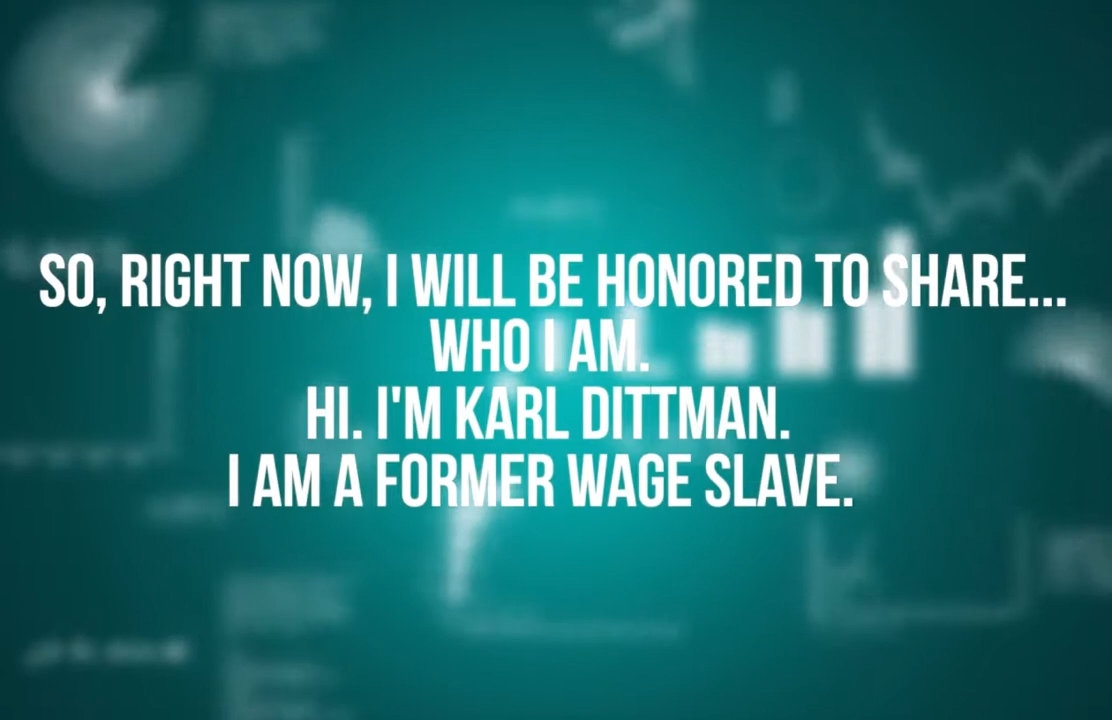 SO, RIGHT NOW, I WILL BE HONORED TO SHARE...
WHO I AM.
HI. I'M KARL DITTMAN.
I AM A FORMER WAGE SLAVE.